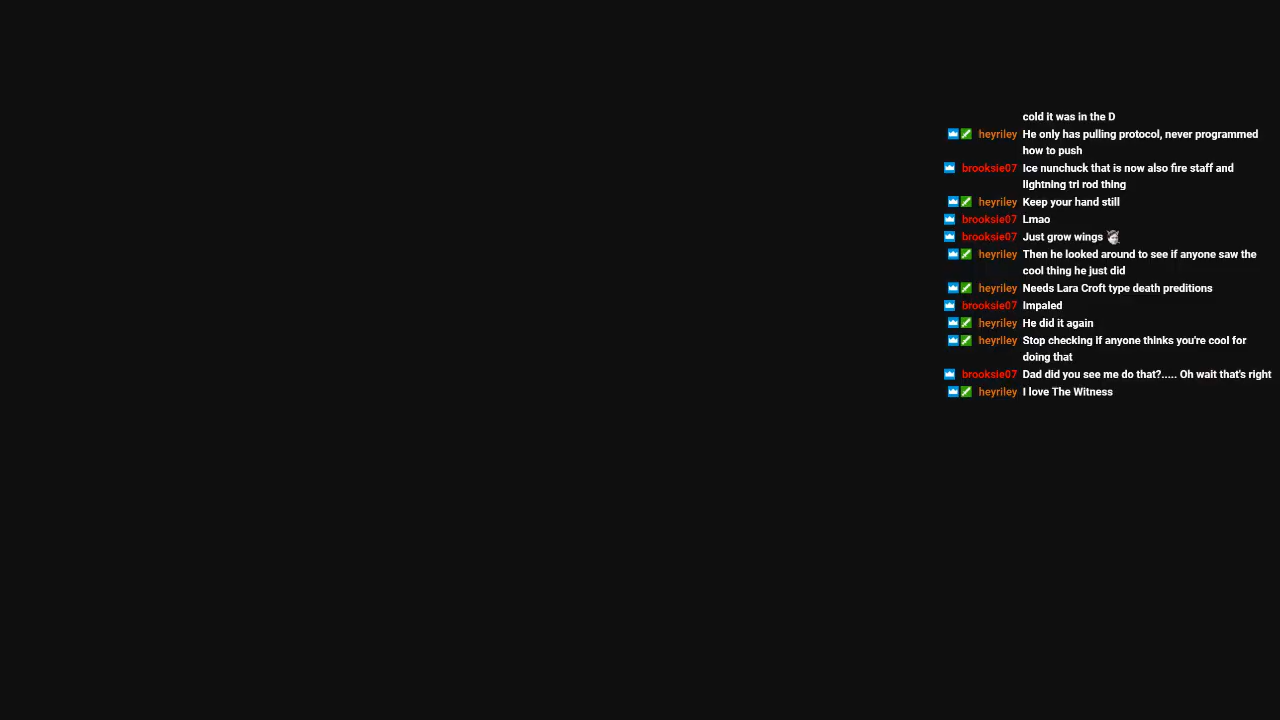 cold it was in the D
heyriley He only has pulling protocol, never programmed
how to push
brooksie07 Ice nunchuck that is now also fire staff and
lightning tri rod thing
heyriley Keep your hand still
brooksie07 Lmao
brooksie07 Just grow wings
heyriley Then he looked around to see if anyone saw the
cool thing he just did
heyriley Needs Lara Croft type death preditions
brooksie07 Impaled
heyriley He did it again
heyriley Stop checking if anyone thinks you're cool for
doing that
brooksie07 Dad did you see me do that?..... Oh wait that's right
heyriley I love The Witness